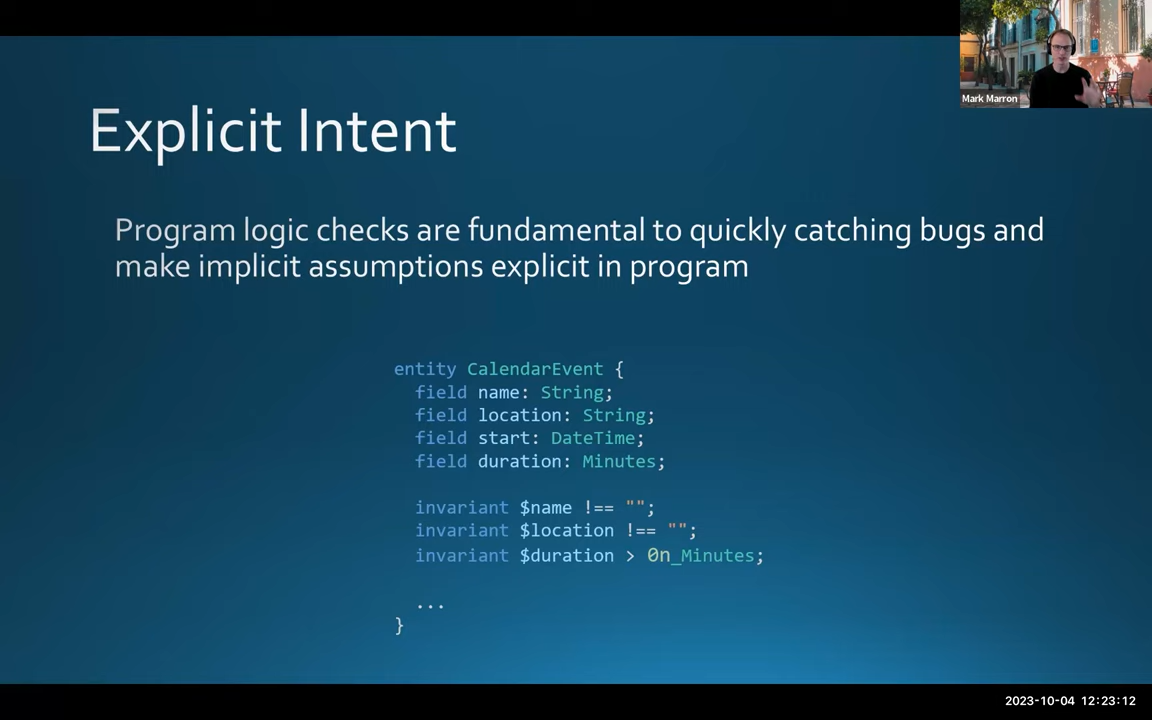 Mark Marron
Explicit Intent
Program logic checks are fundamental to quickly catching bugs and
make implicit assumptions explicit in program
entity CalendarEvent {
field name: String;
field location: String;
field start: DateTime;
field duration: Minutes;
invariant $name !== "";
invariant $location !== "";
invariant $duration > 0n_Minutes;
...
}
2023-10-04 12:23:12